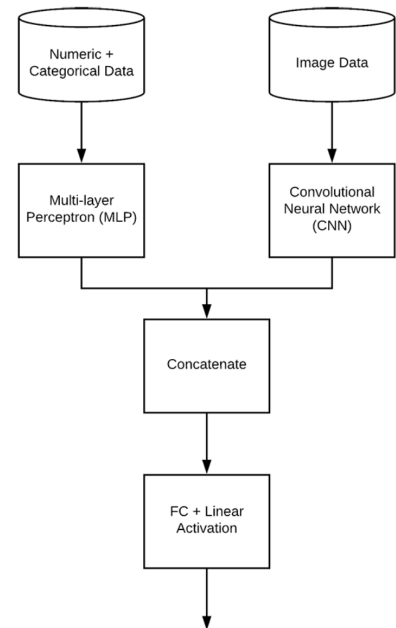 Numeric +
Categorical Data
Image Data
Multi-layer
Perceptron (MLP)
Convolutional
Neural Network
(CNN)
Concatenate
FC + Linear
Activation